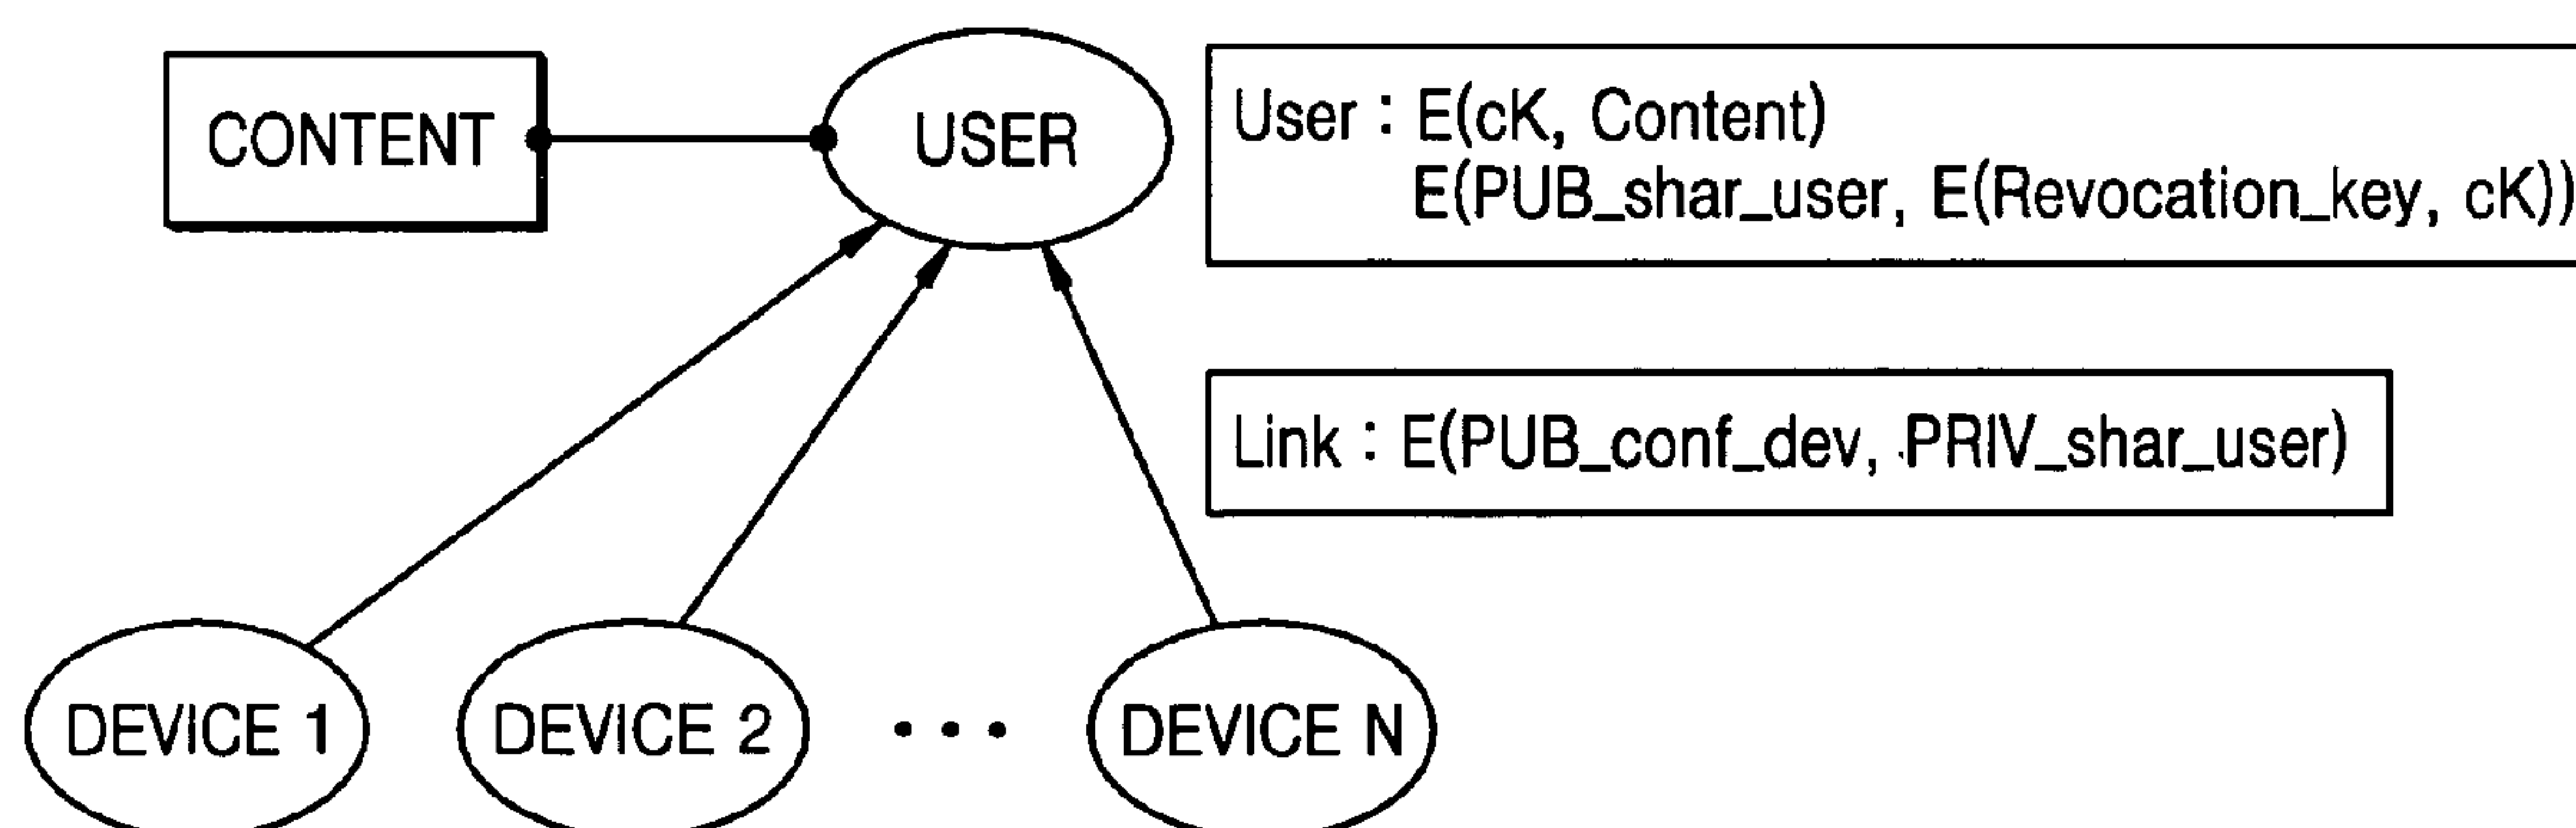 CONTENT
USER
User : E(cK, Content)
E(PUB_shar_user, E(Revocation_key, cK))
Link : E(PUB_conf_dev, PRIV_shar_user)
DEVICE 1
DEVICE 2
• • •
DEVICE N